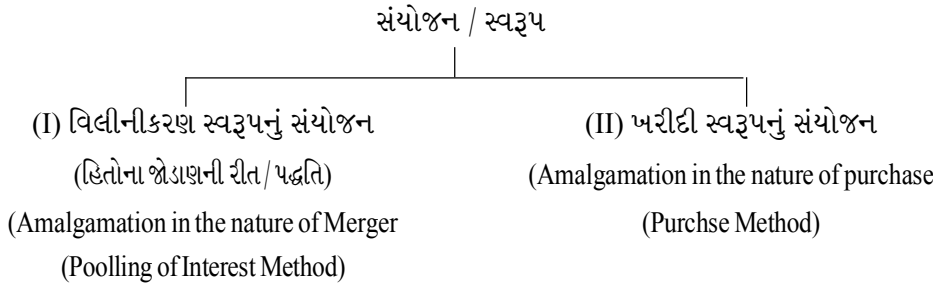 સંયોજન / સ્વરૂપ
(I) વિલીનીકરણ સ્વરૂપનું સંયોજન
(હિતોના જોડાણની રીત / પદ્ધતિ)
(Amalgamation in the nature of Merger
(Poolling of Interest Method)
(II) ખરીદી સ્વરૂપનું સંયોજન
(Amalgamation in the nature of purchase
(Purchse Method)